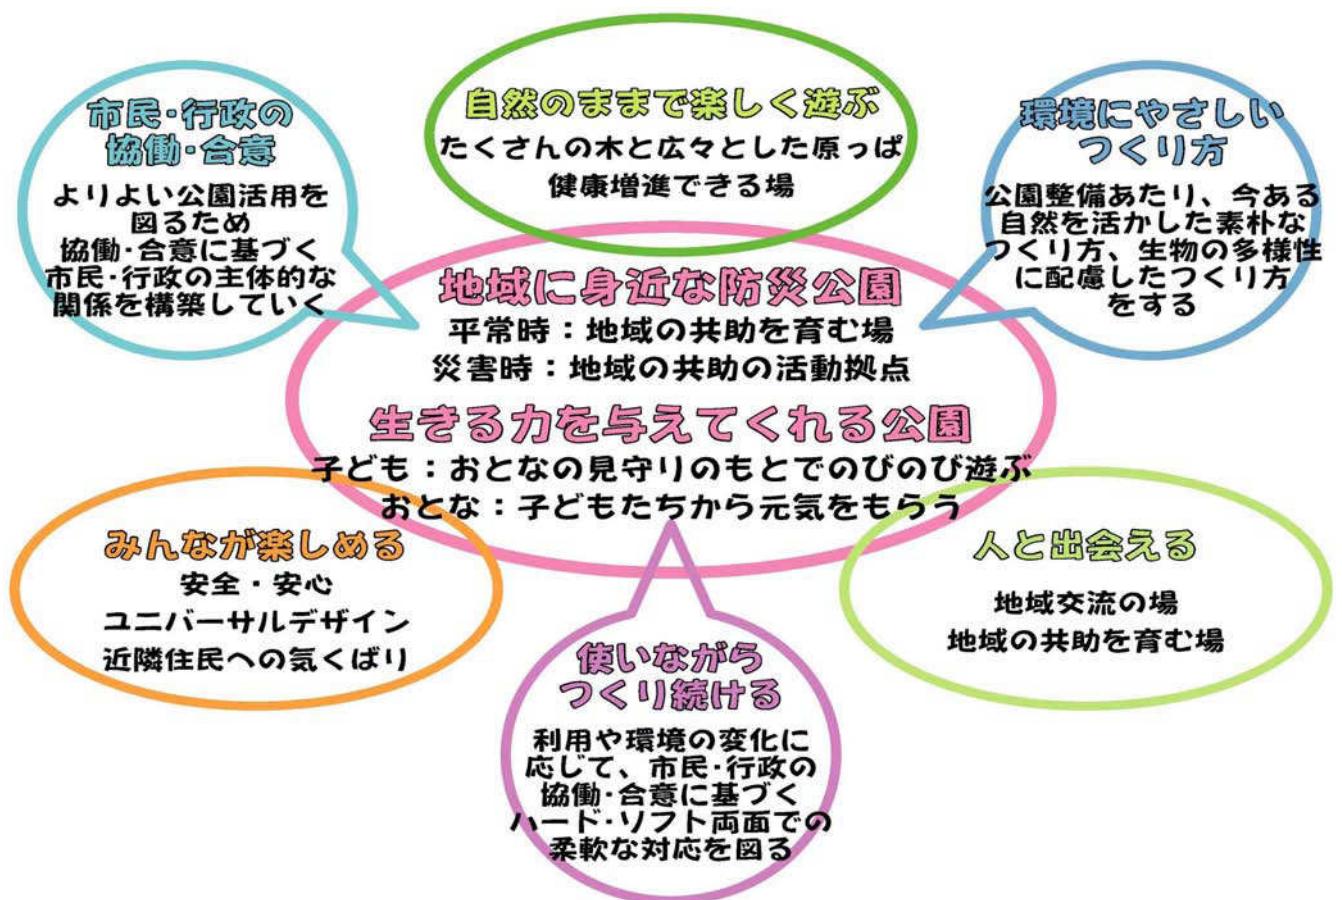 自然のままで楽しく遊ぶ
たくさんの木と広々とした原っぱ
健康増進できる場
市民・行政の
協働・合意
よりよい公園活用を
図るため
協働・合意に基づく
市民・行政の主体的な
関係を構築していく
環境にやさしい
つくり方
公園整備あたり、今ある
自然を活かした素朴な
つくり方、生物の多様性
に配慮したつくり方
をする
地域に身近な防災公園
平常時：地域の共助を育む場
災害時：地域の共助の活動拠点
生きる力を与えてくれる公園
子ども：おとなの見守りのもとでのびのび遊ぶ
おとな：子どもたちから元気をもらう
みんなが楽しめる
安全・安心
ユニバーサルデザイン
近隣住民への気くばり
人と出会える
地域交流の場
地域の共助を育む場
使いながら
つくり続ける
利用や環境の変化に
応じて、市民・行政の
協働・合意に基づく
ハード・リフト両面での
柔軟な対応を図る